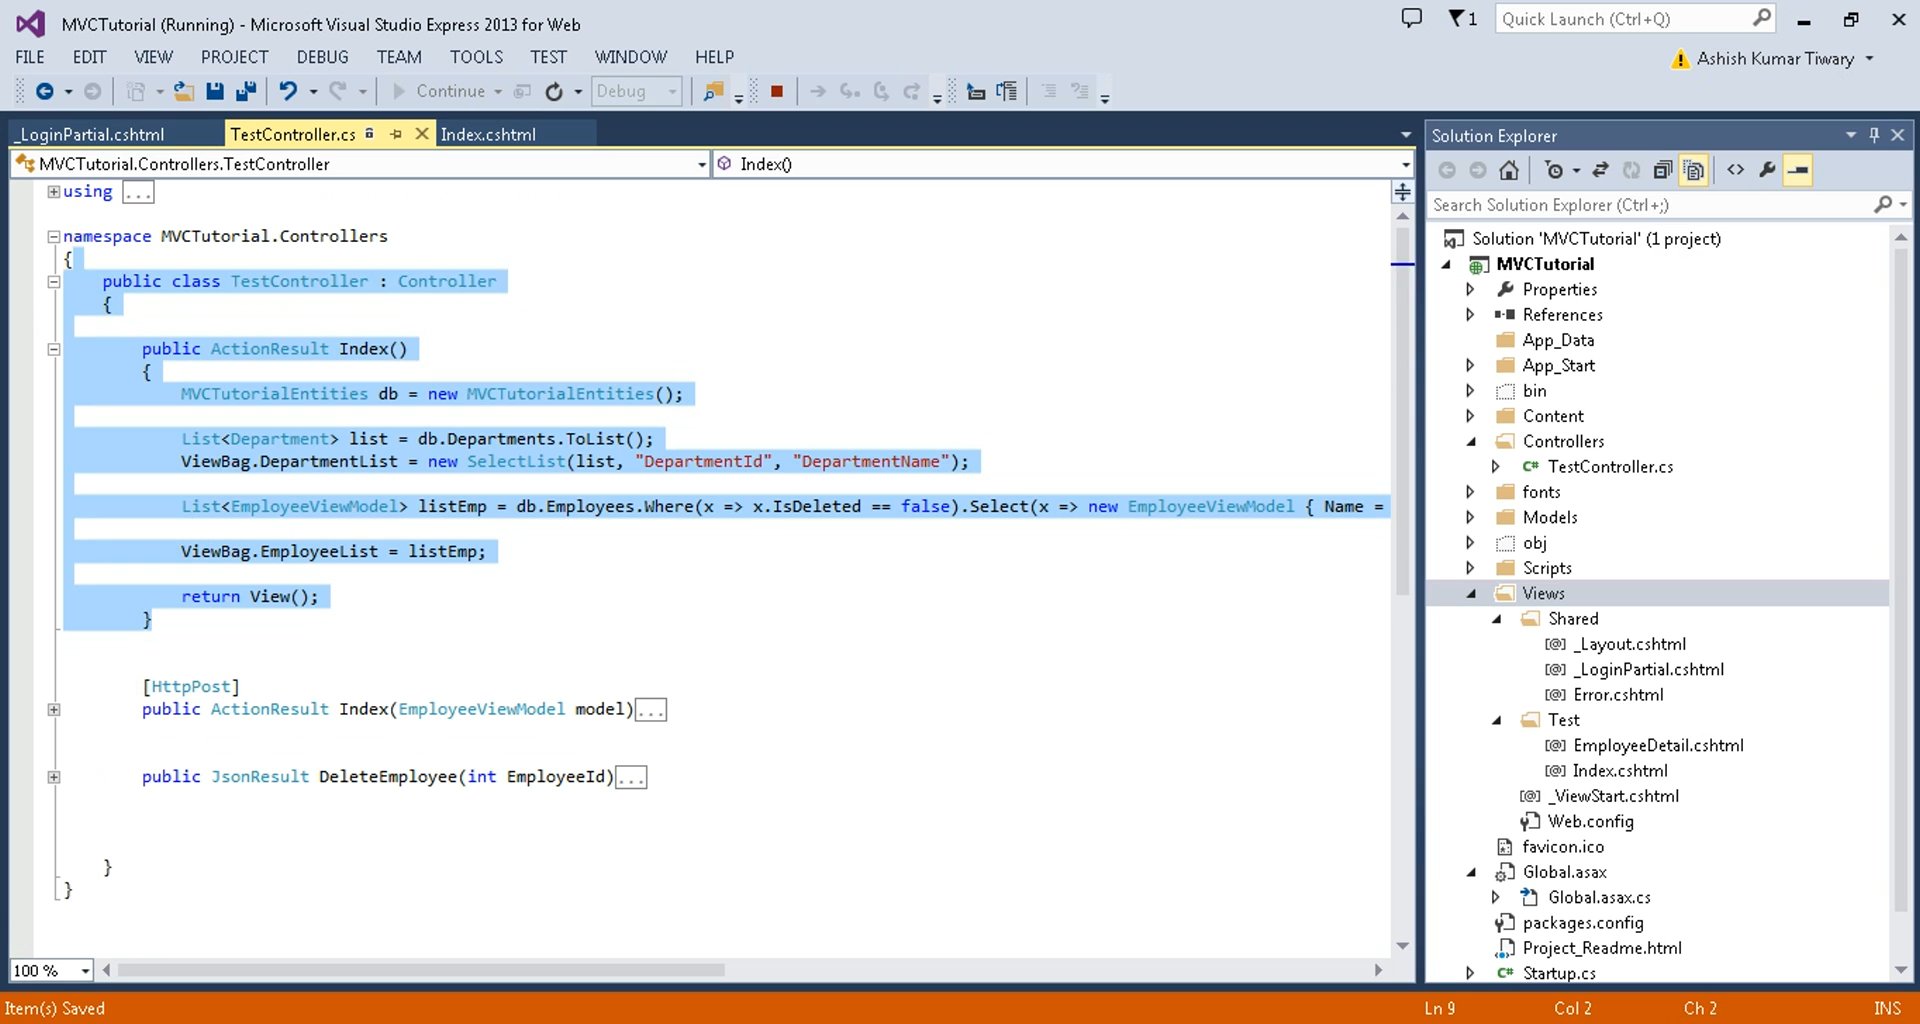 MVCTutorial (Running) - Microsoft Visual Studio Express 2013 for Web
1
Quick Launch (Ctrl+Q)
FILE EDIT VIEW PROJECT DEBUG TEAM TOOLS TEST WINDOW HELP
Ashish Kumar Tiwary
Continue
Debug
_LoginPartial.cshtml TestController.cs Index.cshtml
MVCTutorial.Controllers.TestController
Index()
using ...
namespace MVCTutorial.Controllers
{
public class TestController : Controller
{
public ActionResult Index()
{
MVCTutorialEntities db = new MVCTutorialEntities();
List<Department> list = db.Departments.ToList();
ViewBag.DepartmentList = new SelectList(list, "DepartmentId", "DepartmentName");
List<EmployeeViewModel> listEmp = db.Employees.Where(x => x.IsDeleted == false).Select(x => new EmployeeViewModel { Name =
ViewBag.EmployeeList = listEmp;
return View();
}
[HttpPost]
public ActionResult Index(EmployeeViewModel model)...
public JsonResult DeleteEmployee(int EmployeeId)...
}
}
100 %
Solution Explorer
Search Solution Explorer (Ctrl+;)
Solution 'MVCTutorial' (1 project)
MVCTutorial
Properties
References
App_Data
App_Start
bin
Content
Controllers
C# TestController.cs
fonts
Models
obj
Scripts
Views
Shared
[@] _Layout.cshtml
[@] _LoginPartial.cshtml
[@] Error.cshtml
Test
[@] EmployeeDetail.cshtml
[@] Index.cshtml
[@] _ViewStart.cshtml
Web.config
favicon.ico
Global.asax
Global.asax.cs
packages.config
Project_Readme.html
C# Startup.cs
Item(s) Saved
Ln 9 Col 2 Ch 2 INS